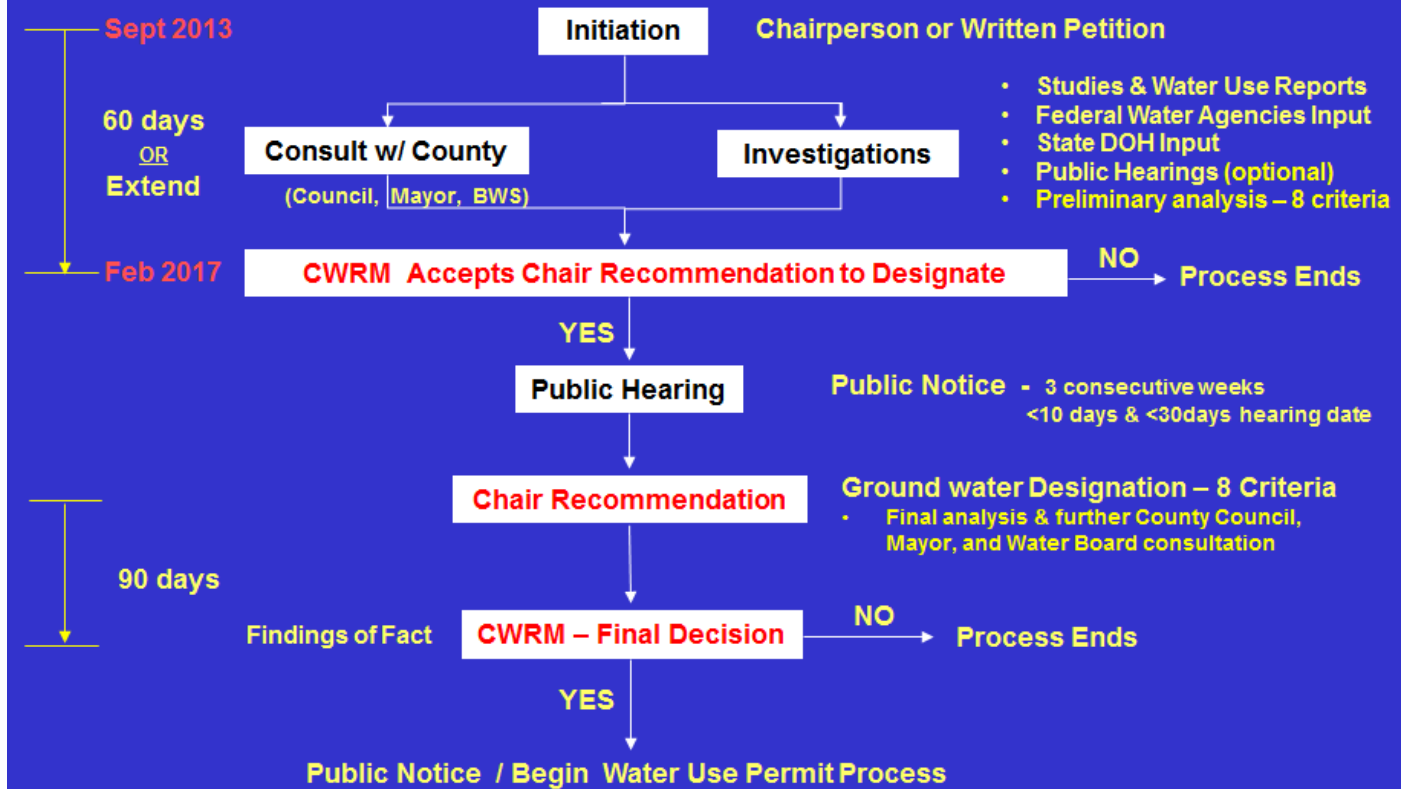 Sept 2013
Initiation
Chairperson or Written Petition
• Studies & Water Use Reports
• Federal Water Agencies Input
• State DOH Input
• Public Hearings (optional)
• Preliminary analysis – 8 criteria
60 days
OR
Extend
Consult w/ County
(Council, Mayor, BWS)
Investigations
Feb 2017
CWRM Accepts Chair Recommendation to Designate
NO
Process Ends
YES
Public Hearing
Public Notice - 3 consecutive weeks
<10 days & <30days hearing date
Chair Recommendation
Ground water Designation – 8 Criteria
• Final analysis & further County Council,
Mayor, and Water Board consultation
90 days
Findings of Fact
CWRM – Final Decision
NO
Process Ends
YES
Public Notice / Begin Water Use Permit Process